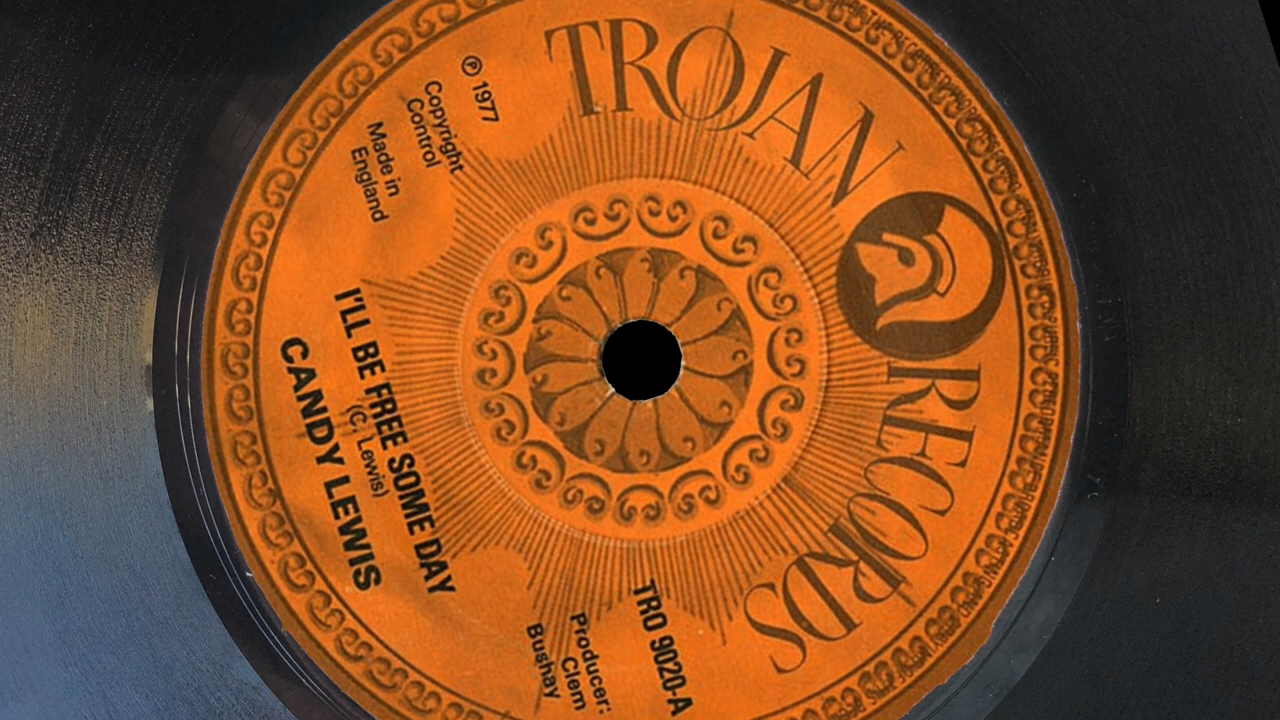 TROJAN RECORDS
℗ 1977
Copyright
Control
Made in
England
TRO 9020-A
Producer:
Clem
Bushay
I'LL BE FREE SOME DAY
(C. Lewis)
CANDY LEWIS